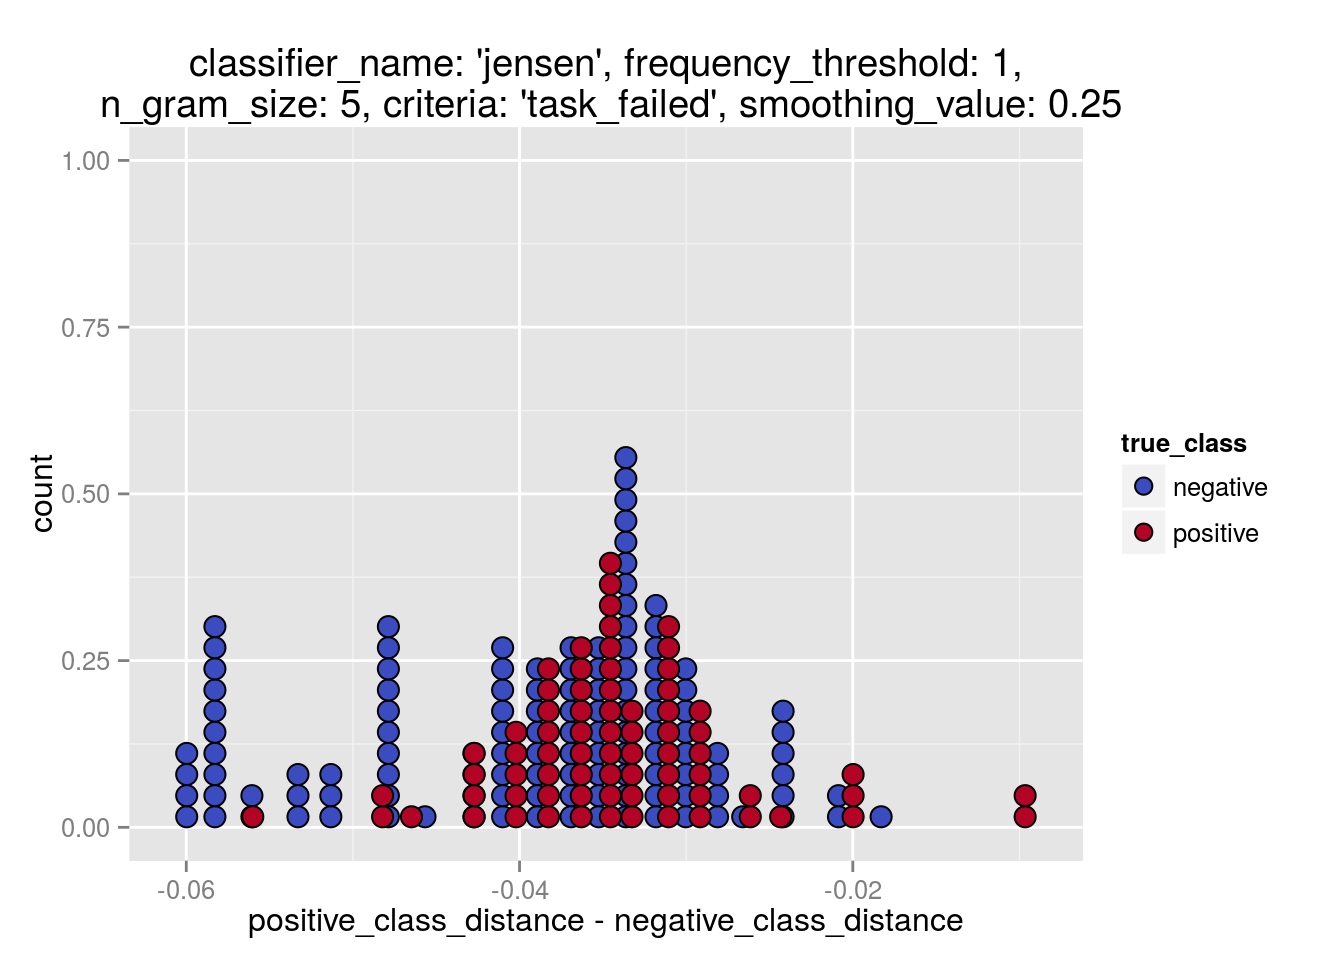 classifier_name: 'jensen', frequency_threshold: 1,
n_gram_size: 5, criteria: 'task_failed', smoothing_value: 0.25
1.00
0.75
0.50
0.25
0.00
count
-0.06
-0.04
-0.02
positive_class_distance - negative_class_distance
true_class
negative
positive